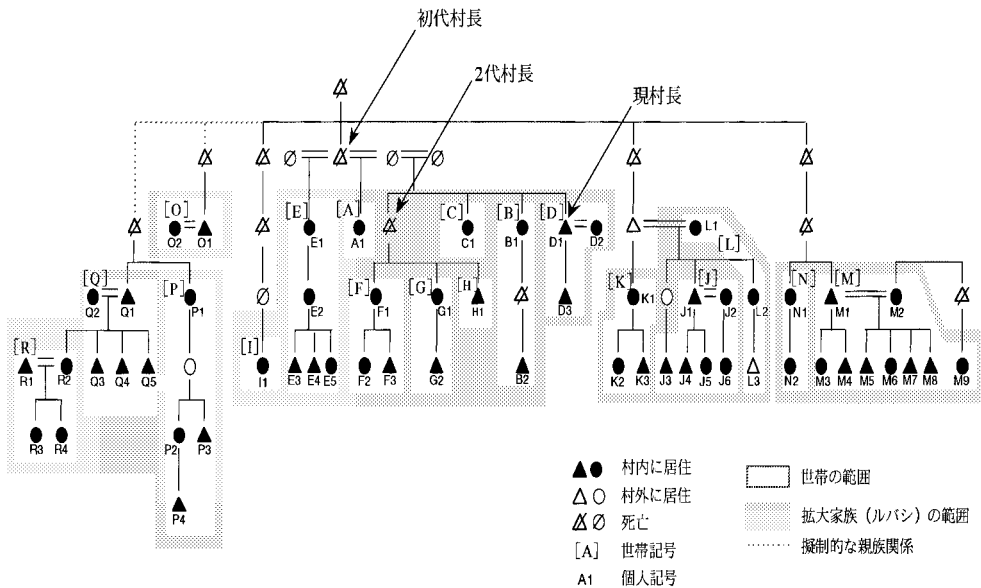 初代村長
2代村長
現村長
[O]
O2 O1
[E] [A] [C] [B] [D]
E1 A1 C1 B1 D1 D2
L1
[L]
[Q] [P]
Q2 Q1 P1
E2
[F] [G] [H]
F1 G1 H1
D3
[K] [J] [N] [M]
K1 J1 J2 L2 N1 M1 M2
[R]
R1 R2 Q3 Q4 Q5
[I]
I1 E3 E4 E5 F2 F3 G2 B2
K2 K3 J3 J4 J5 J6 L3
N2 M3 M4 M5 M6 M7 M8 M9
R3 R4 P2 P3
P4
村内に居住
村外に居住
死亡
[A] 世帯記号
A1 個人記号
世帯の範囲
拡大家族（ルバシ）の範囲
擬制的な親族関係